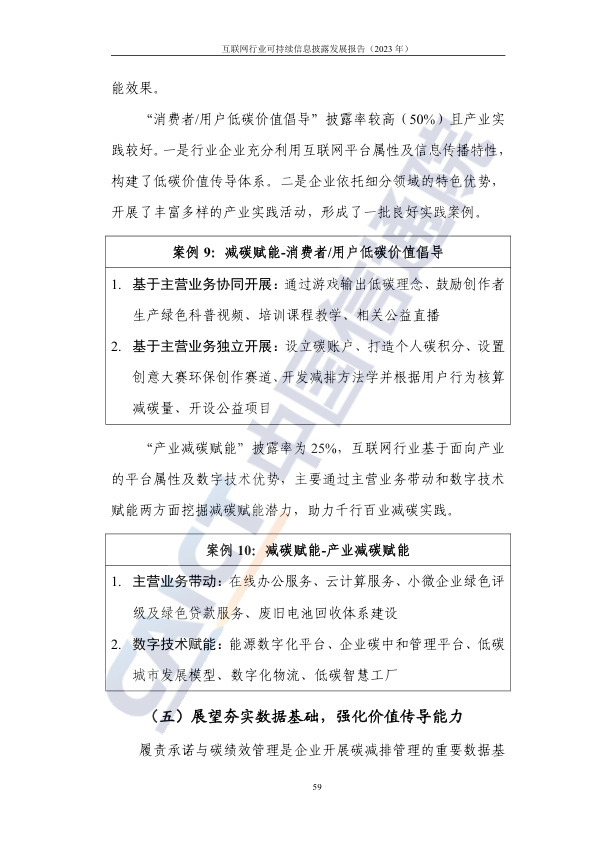 互联网行业可持续信息披露发展报告（2023 年）
能效果。
“消费者/用户低碳价值倡导”披露率较高（50%）且产业实
践较好。一是行业企业充分利用互联网平台属性及信息传播特性，
构建了低碳价值传导体系。二是企业依托细分领域的特色优势，
开展了丰富多样的产业实践活动，形成了一批良好实践案例。
案例 9：减碳赋能-消费者/用户低碳价值倡导
1. 基于主营业务协同开展：通过游戏输出低碳理念、鼓励创作者
生产绿色科普视频、培训课程教学、相关公益直播
2. 基于主营业务独立开展：设立碳账户、打造个人碳积分、设置
创意大赛环保创作赛道、开发减排方法学并根据用户行为核算
减碳量、开设公益项目
“产业减碳赋能”披露率为 25%，互联网行业基于面向产业
的平台属性及数字技术优势，主要通过主营业务带动和数字技术
赋能两方面挖掘减碳赋能潜力，助力千行百业减碳实践。
案例 10：减碳赋能-产业减碳赋能
1. 主营业务带动：在线办公服务、云计算服务、小微企业绿色评
级及绿色贷款服务、废旧电池回收体系建设
2. 数字技术赋能：能源数字化平台、企业碳中和管理平台、低碳
城市发展模型、数字化物流、低碳智慧工厂
（五）展望夯实数据基础，强化价值传导能力
履责承诺与碳绩效管理是企业开展碳减排管理的重要数据基
59
CAICT 中国信通院